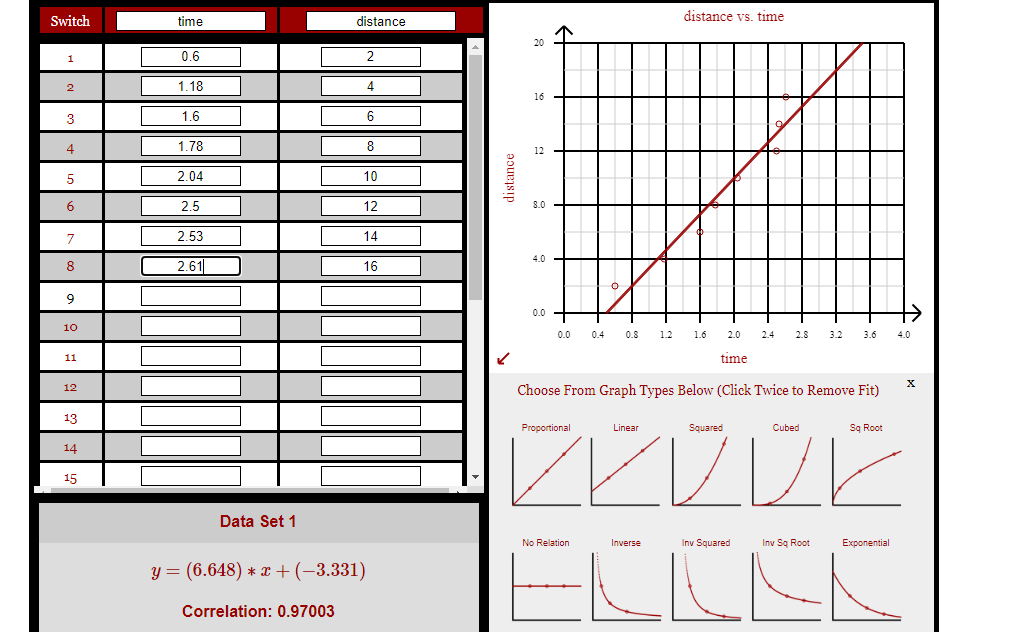 Switch time distance
1 0.6 2
2 1.18 4
3 1.6 6
4 1.78 8
5 2.04 10
6 2.5 12
7 2.53 14
8 2.61 16
9
10
11
12
13
14
15
Data Set 1
y = (6.648) * x + (−3.331)
Correlation: 0.97003
distance vs. time
20
16
12
8.0
4.0
0.0
distance
0.0 0.4 0.8 1.2 1.6 2.0 2.4 2.8 3.2 3.6 4.0
time
x
Choose From Graph Types Below (Click Twice to Remove Fit)
Proportional Linear Squared Cubed Sq Root
No Relation Inverse Inv Squared Inv Sq Root Exponential